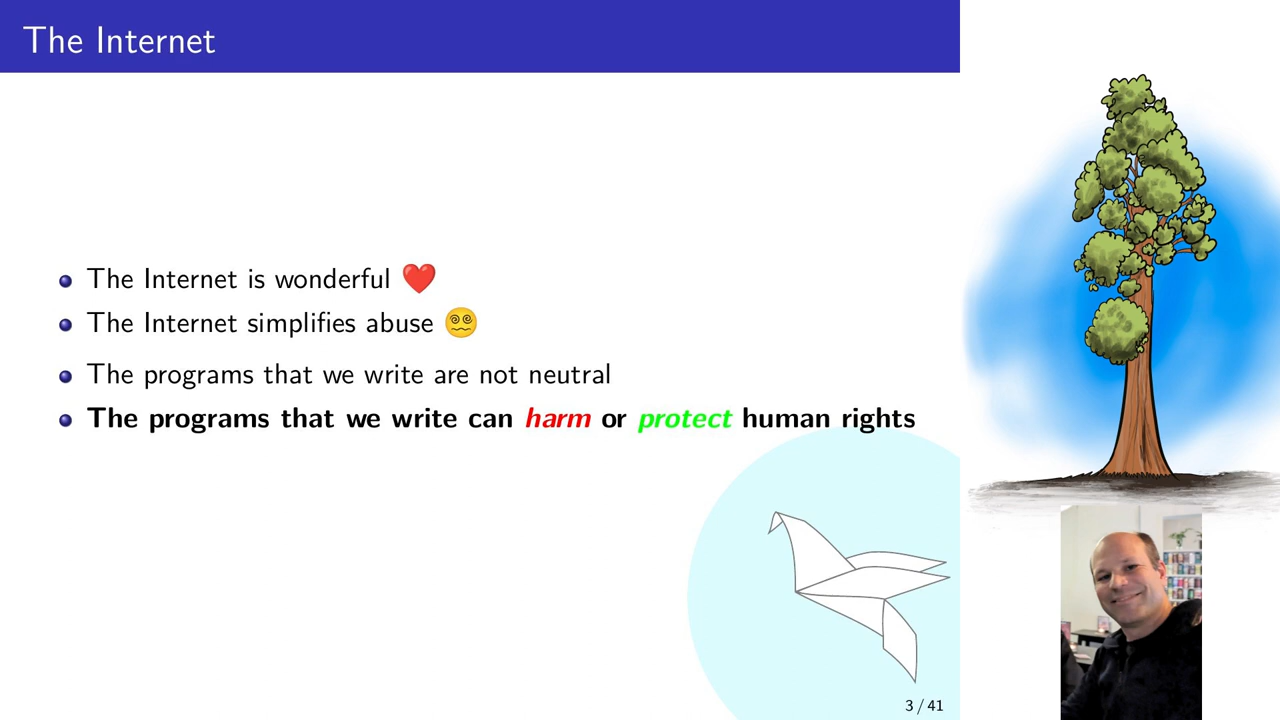 The Internet
The Internet is wonderful ❤️
The Internet simplifies abuse 😵‍💫
The programs that we write are not neutral
The programs that we write can harm or protect human rights
3 / 41